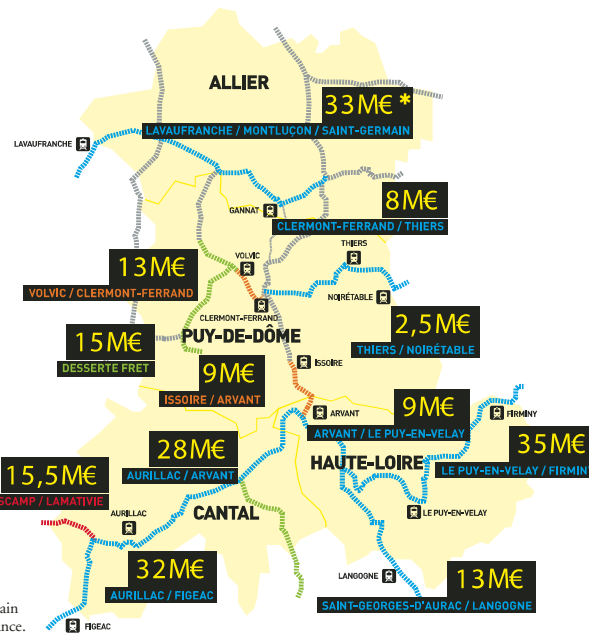 ALLIER
33M€ *
LAVAUFRANCHE / MONTLUÇON / SAINT-GERMAIN
LAVAUFRANCHE
GANNAT
8M€
CLERMONT-FERRAND / THIERS
THIERS
VOLVIC
13M€
VOLVIC / CLERMONT-FERRAND
NOIRÉTABLE
CLERMONT-FERRAND
PUY-DE-DÔME
2,5M€
THIERS / NOIRÉTABLE
15M€
DESSERTE FRET
9M€
ISSOIRE / ARVANT
ISSOIRE
ARVANT
9M€
ARVANT / LE PUY-EN-VELAY
FIRMINY
28M€
AURILLAC / ARVANT
HAUTE-LOIRE
35M€
LE PUY-EN-VELAY / FIRMINY
15,5M€
SCAMP / LAMATIVIE
AURILLAC
CANTAL
LE PUY-EN-VELAY
32M€
AURILLAC / FIGEAC
LANGOGNE
13M€
SAINT-GEORGES-D'AURAC / LANGOGNE
ain
ance.
FIGEAC